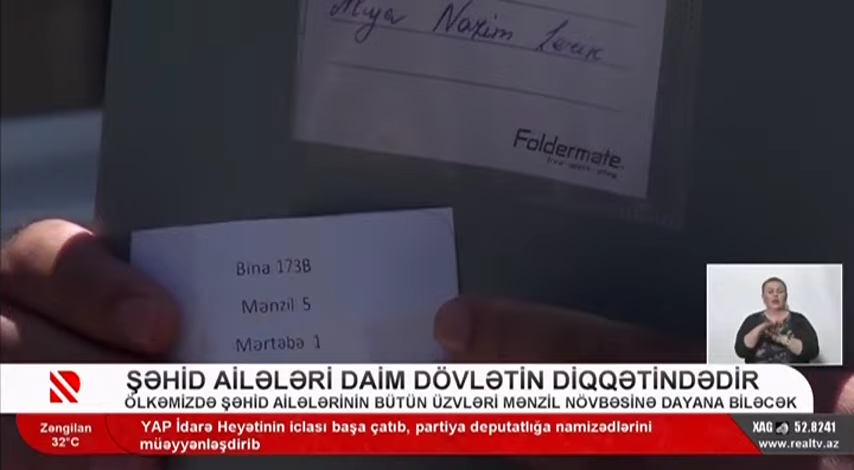 Nazim
Foldermate
Bina 173B
Mənzil 5
Mərtəbə 1
ŞƏHİD AİLƏLƏRİ DAİM DÖVLƏTİN DİQQƏTİNDƏDİR
ÖLKƏMİZDƏ ŞƏHİD AİLƏLƏRİNİN BÜTÜN ÜZVLƏRİ MƏNZİL NÖVBƏSİNƏ DAYANA BİLƏCƏK
Zəngilan
32°C
YAP İdarə Heyətinin iclası başa çatıb, partiya deputatlığa namizədlərini
müəyyənləşdirib
XAG 52.8241
www.realtv.az